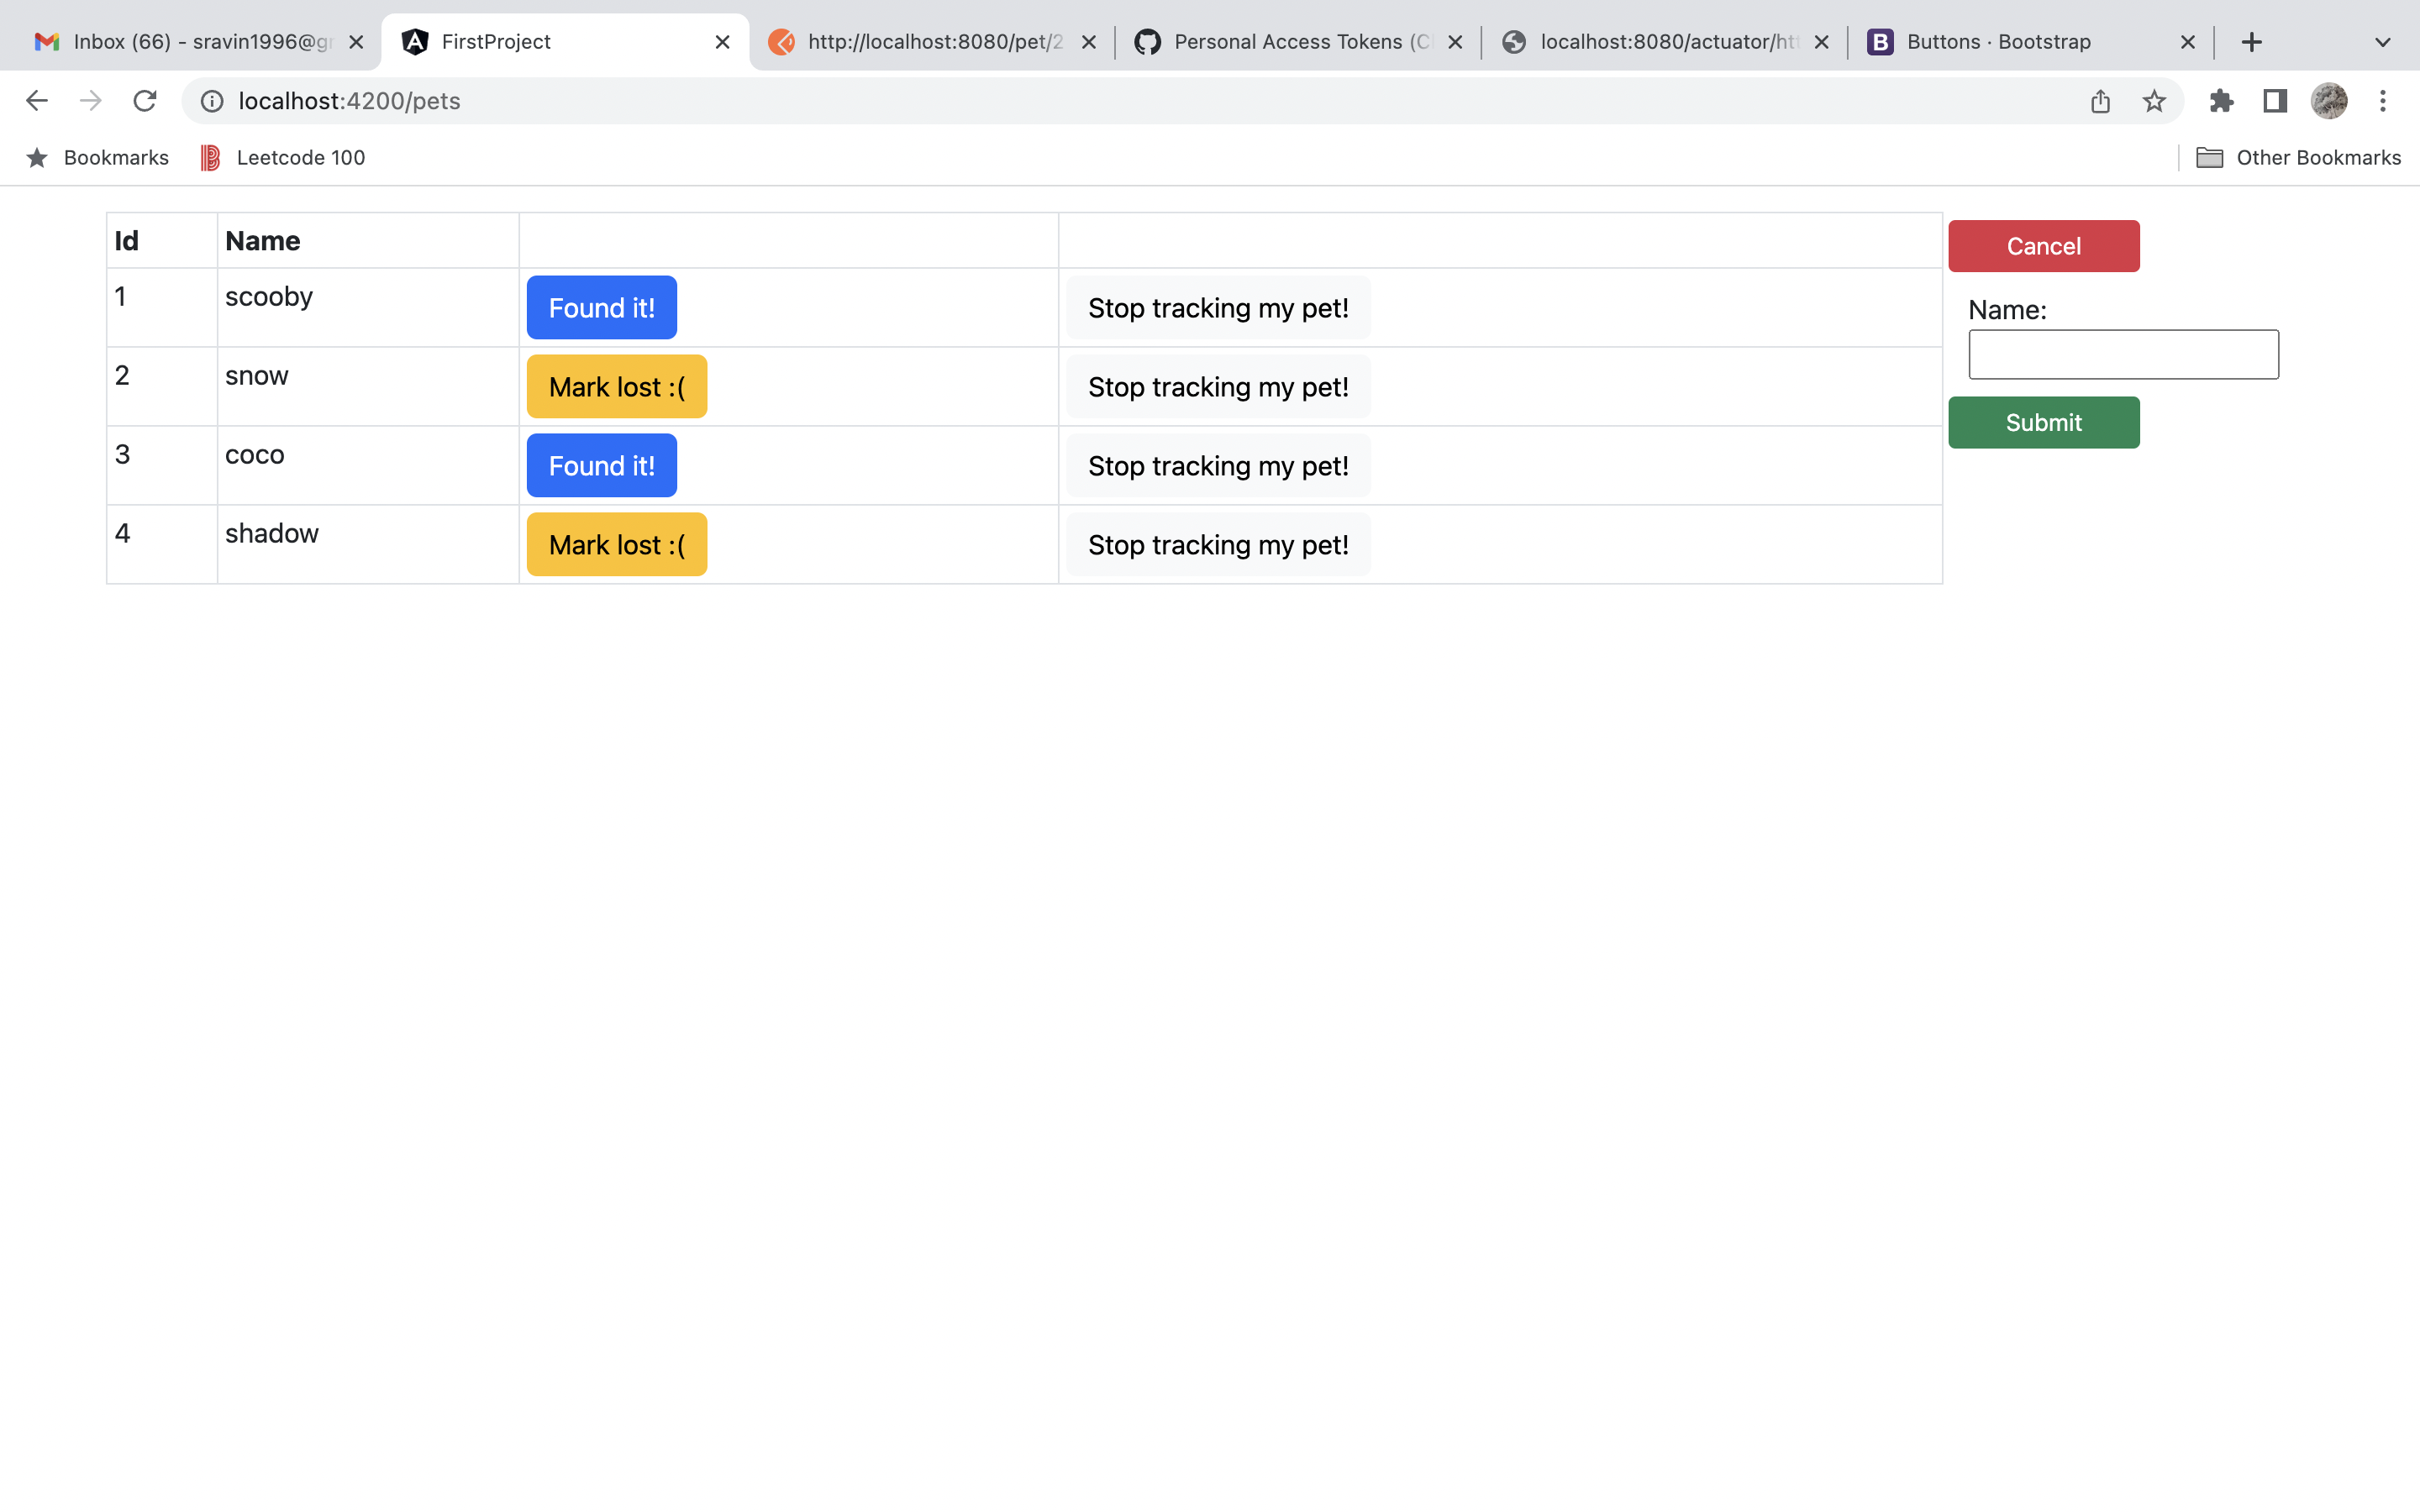 Inbox (66) - sravin1996@gr
FirstProject
http://localhost:8080/pet/2
Personal Access Tokens (Cl
localhost:8080/actuator/htt
B Buttons · Bootstrap
localhost:4200/pets
Bookmarks
Leetcode 100
Other Bookmarks
Id Name
1 scooby Found it! Stop tracking my pet!
2 snow Mark lost :( Stop tracking my pet!
3 coco Found it! Stop tracking my pet!
4 shadow Mark lost :( Stop tracking my pet!
Cancel
Name:
Submit